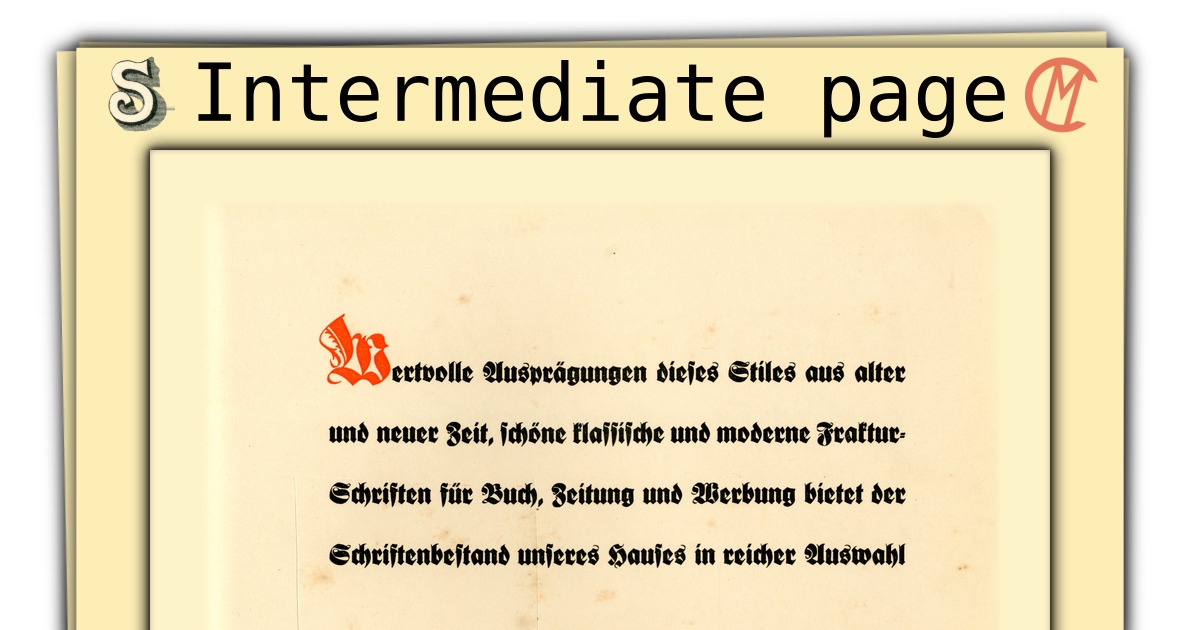 S Intermediate page CM
Wertvolle Ausprägungen dieses Stiles aus alter
und neuer Zeit, schöne klassische und moderne Fraktur-
Schriften für Buch, Zeitung und Werbung bietet der
Schriftenbestand unseres Hauses in reicher Auswahl